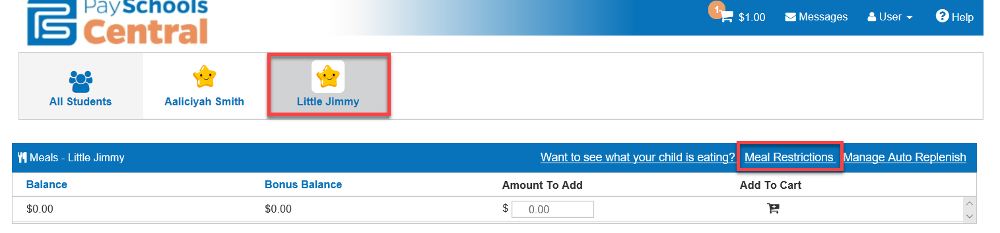 PaySchools
Central
1 $1.00 Messages User ? Help
All Students Aaliciyah Smith Little Jimmy
Meals - Little Jimmy Want to see what your child is eating? Meal Restrictions Manage Auto Replenish
Balance Bonus Balance Amount To Add Add To Cart
$0.00 $0.00 $ 0.00